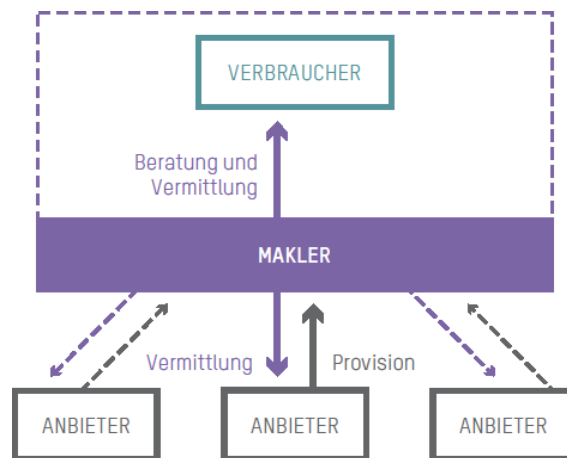 VERBRAUCHER
Beratung und
Vermittlung
MAKLER
Vermittlung
Provision
ANBIETER
ANBIETER
ANBIETER